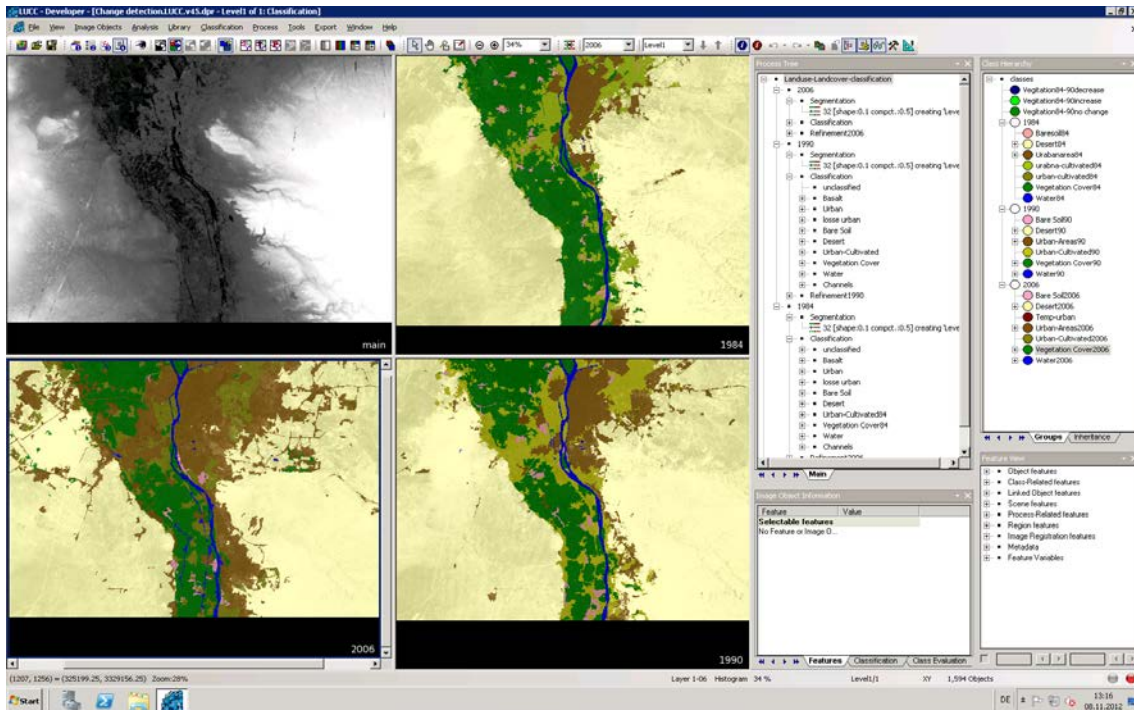 LUCC - Developer - [Change detection.LUCC.v45.dpr - Level1 of 1: Classification]
File View Image Objects Analysis Library Classification Process Tools Export Window Help
34% 2006 Level1
main
1984
2006
1990
Process Tree
Landuse-Landcover-classification
2006
Segmentation
32 [shape:0.1 compct.:0.5] creating 'Leve
Classification
Refinement2006
1990
Segmentation
32 [shape:0.1 compct.:0.5] creating 'Leve
Classification
unclassified
Basalt
Urban
losse urban
Bare Soil
Desert
Urban-Cultivated
Vegetation Cover
Water
Channels
Refinement1990
1984
Segmentation
32 [shape:0.1 compct.:0.5] creating 'Leve
Classification
unclassified
Basalt
Urban
losse urban
Bare Soil
Desert
Urban-Cultivated84
Vegetation Cover84
Water
Channels
Main
Class Hierarchy
classes
Vegitation84-90decrease
Vegitation84-90increase
Vegitation84-90no change
1984
Baresoil84
Desert84
Urabanarea84
urabna-cultivated84
urban-cultivated84
Vegetation Cover84
Water84
1990
Bare Soil90
Desert90
Urban-Areas90
Urban-Cultivated90
Vegetation Cover90
Water90
2006
Bare Soil2006
Desert2006
Temp-urban
Urban-Areas2006
Urban-Cultivated2006
Vegetation Cover2006
Water2006
Groups Inheritance
Image Object Information
Feature Value
Selectable features
No Feature or Image O...
Features Classification Class Evaluation
Feature View
Object features
Class-Related features
Linked Object features
Scene features
Process-Related features
Region features
Image Registration features
Metadata
Feature Variables
(1207, 1256) = (325199.25, 3329156.25) Zoom:28%
Layer 1-06 Histogram 34 % Level1/1 XY 1,594 Objects
Start
DE
13:16
08.11.2012